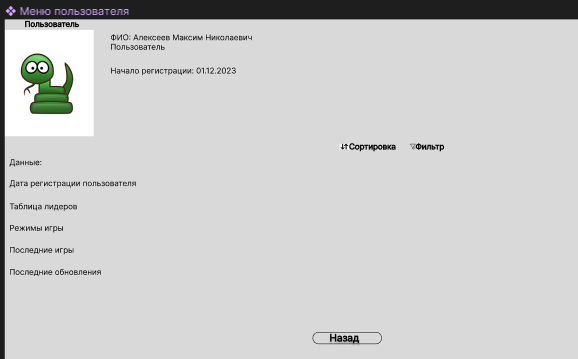 Меню пользователя
Пользователь
ФИО: Алексеев Максим Николаевич
Пользователь
Начало регистрации: 01.12.2023
Сортировка Фильтр
Данные:
Дата регистрации пользователя
Таблица лидеров
Режимы игры
Последние игры
Последние обновления
Назад